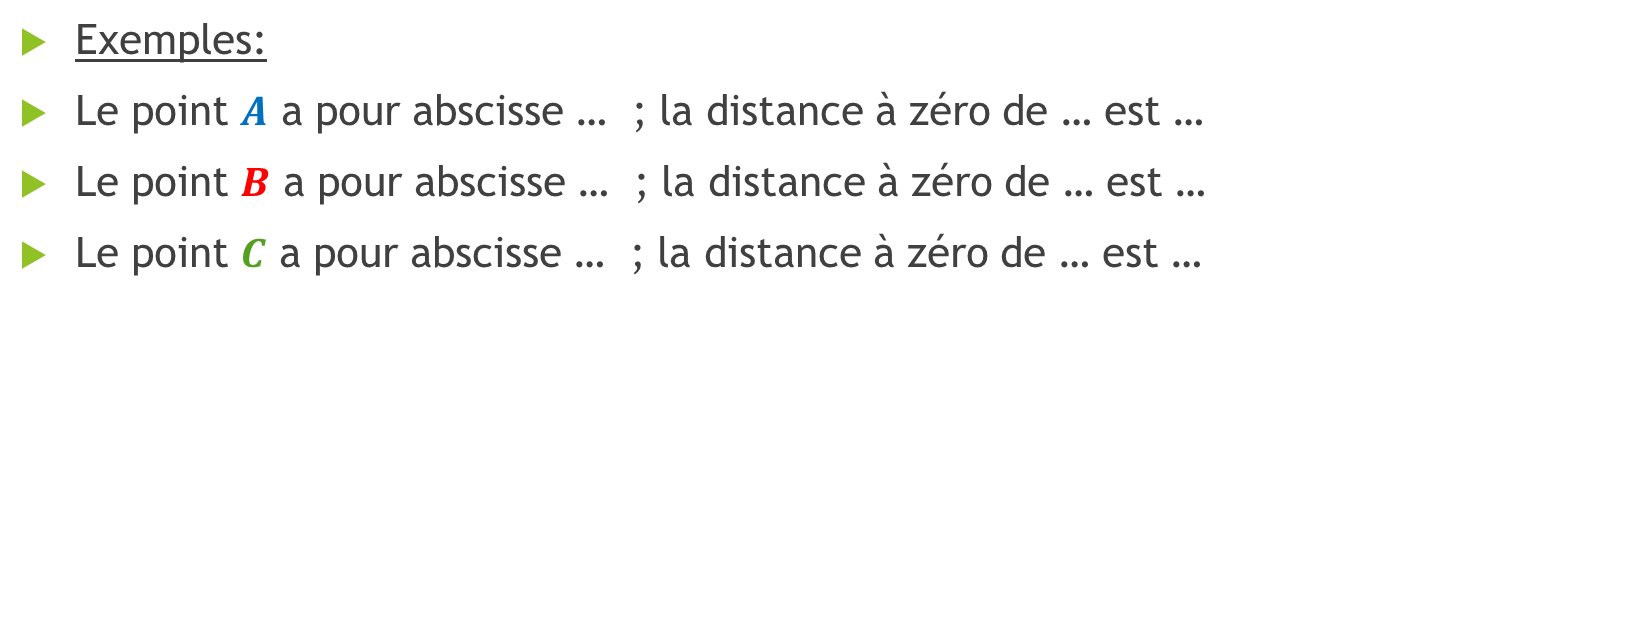 Exemples:
Le point A a pour abscisse … ; la distance à zéro de … est …
Le point B a pour abscisse … ; la distance à zéro de … est …
Le point C a pour abscisse … ; la distance à zéro de … est …